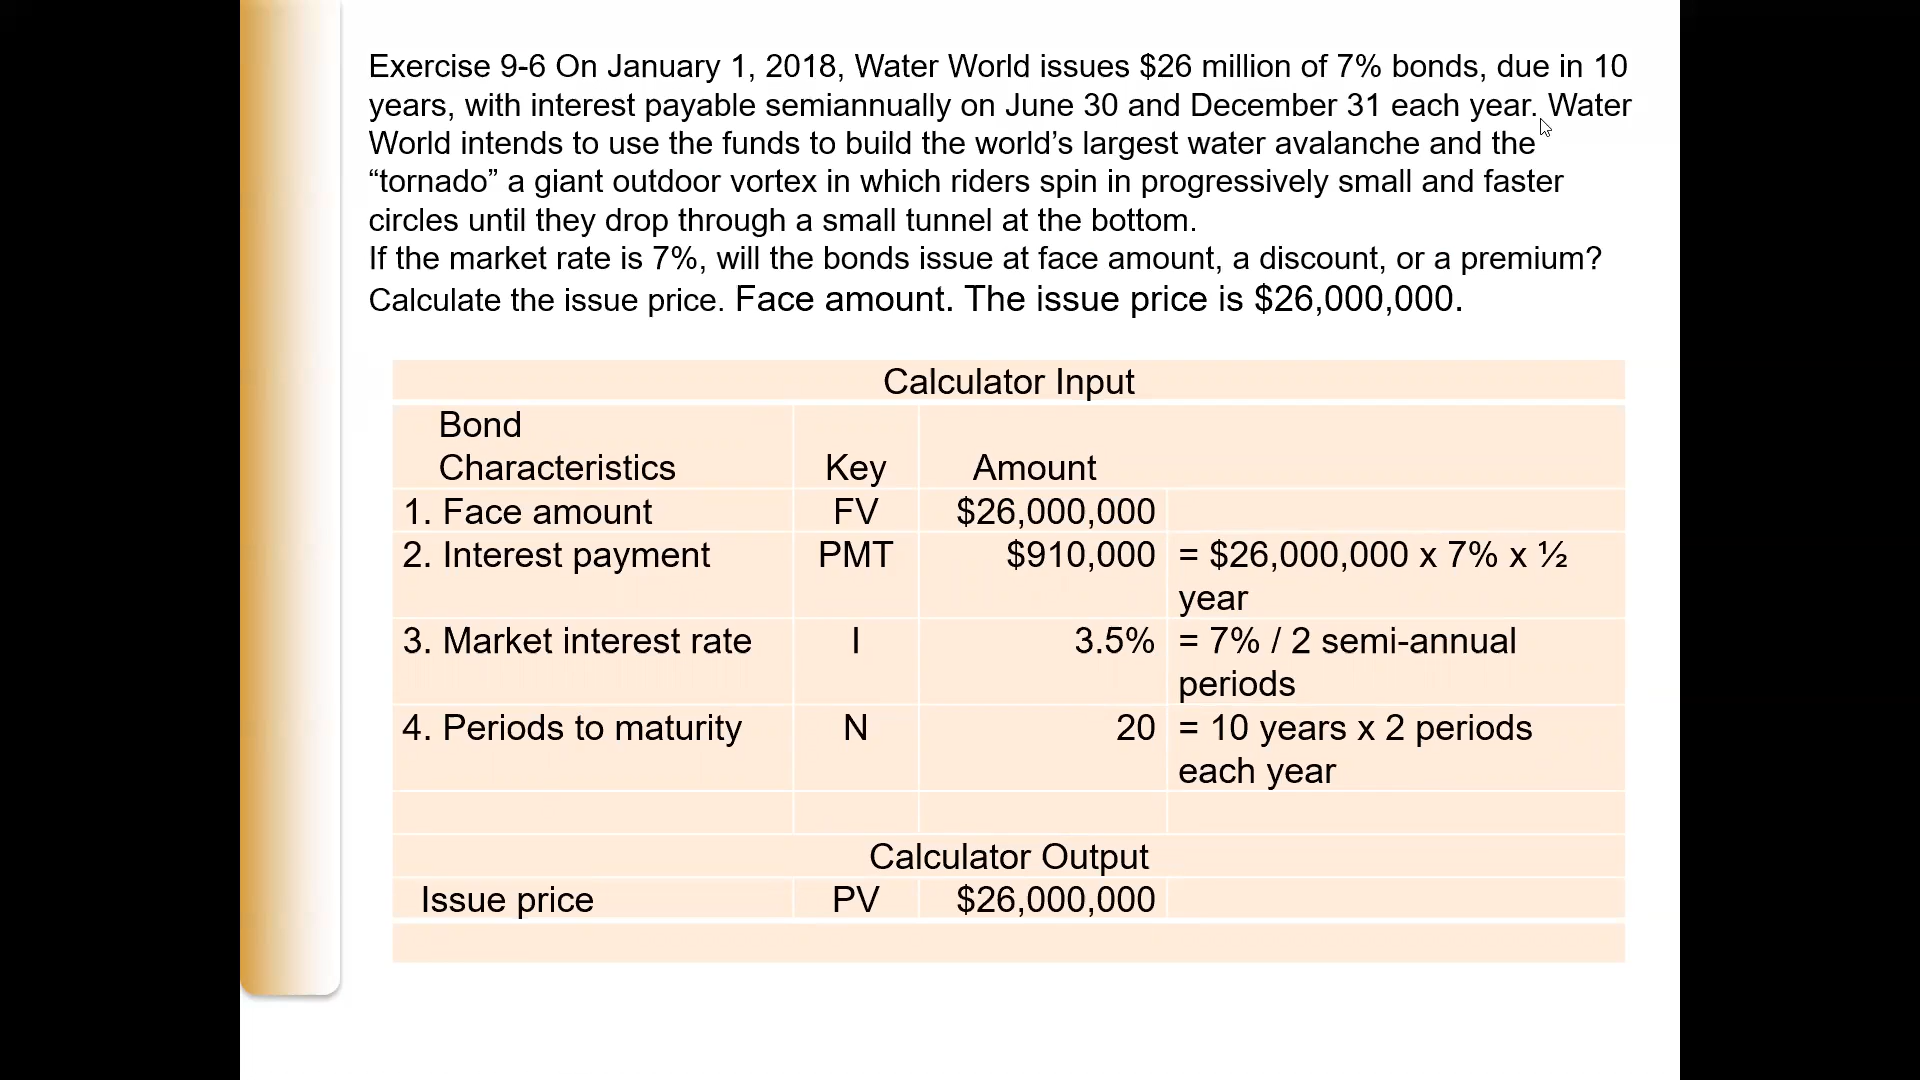 Exercise 9-6 On January 1, 2018, Water World issues $26 million of 7% bonds, due in 10
years, with interest payable semiannually on June 30 and December 31 each year. Water
World intends to use the funds to build the world’s largest water avalanche and the
“tornado” a giant outdoor vortex in which riders spin in progressively small and faster
circles until they drop through a small tunnel at the bottom.
If the market rate is 7%, will the bonds issue at face amount, a discount, or a premium?
Calculate the issue price. Face amount. The issue price is $26,000,000.
Calculator Input
Bond
Characteristics Key Amount
1. Face amount FV $26,000,000
2. Interest payment PMT $910,000 = $26,000,000 x 7% x ½
year
3. Market interest rate I 3.5% = 7% / 2 semi-annual
periods
4. Periods to maturity N 20 = 10 years x 2 periods
each year
Calculator Output
Issue price PV $26,000,000